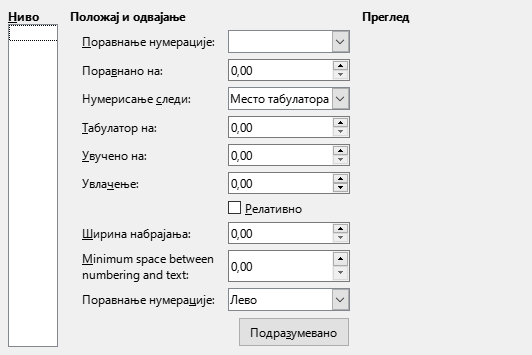 Ниво Положај и одвајање Преглед
Поравнање нумерације:
Поравнано на: 0,00
Нумерисање следи: Место табулатора
Табулатор на: 0,00
Увучено на: 0,00
Увлачење: 0,00
Релативно
Ширина набрајања: 0,00
Minimum space between
numbering and text: 0,00
Поравнање нумерације: Лево
Подразумевано